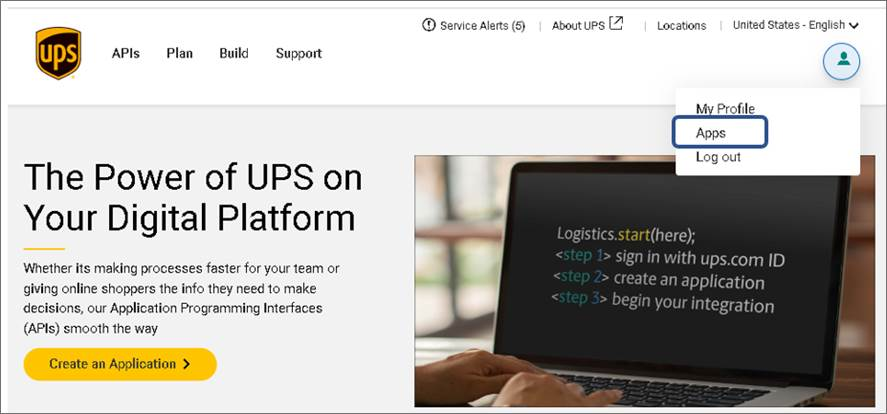 Service Alerts (5)
About UPS
Locations
United States - English
ups
APIs
Plan
Build
Support
My Profile
Apps
Log out
The Power of UPS on
Your Digital Platform
Whether its making processes faster for your team or
giving online shoppers the info they need to make
decisions, our Application Programming Interfaces
(APIs) smooth the way
Create an Application
Logistics.start(here);
<step 1> sign in with ups.com ID
<step 2> create an application
<step 3> begin your integration